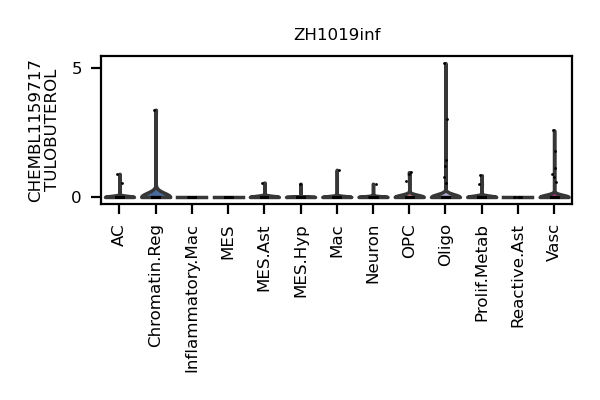 ZH1019inf
CHEMBL1159717
TULOBUTEROL
5
0
AC
Chromatin.Reg
Inflammatory.Mac
MES
MES.Ast
MES.Hyp
Mac
Neuron
OPC
Oligo
Prolif.Metab
Reactive.Ast
Vasc